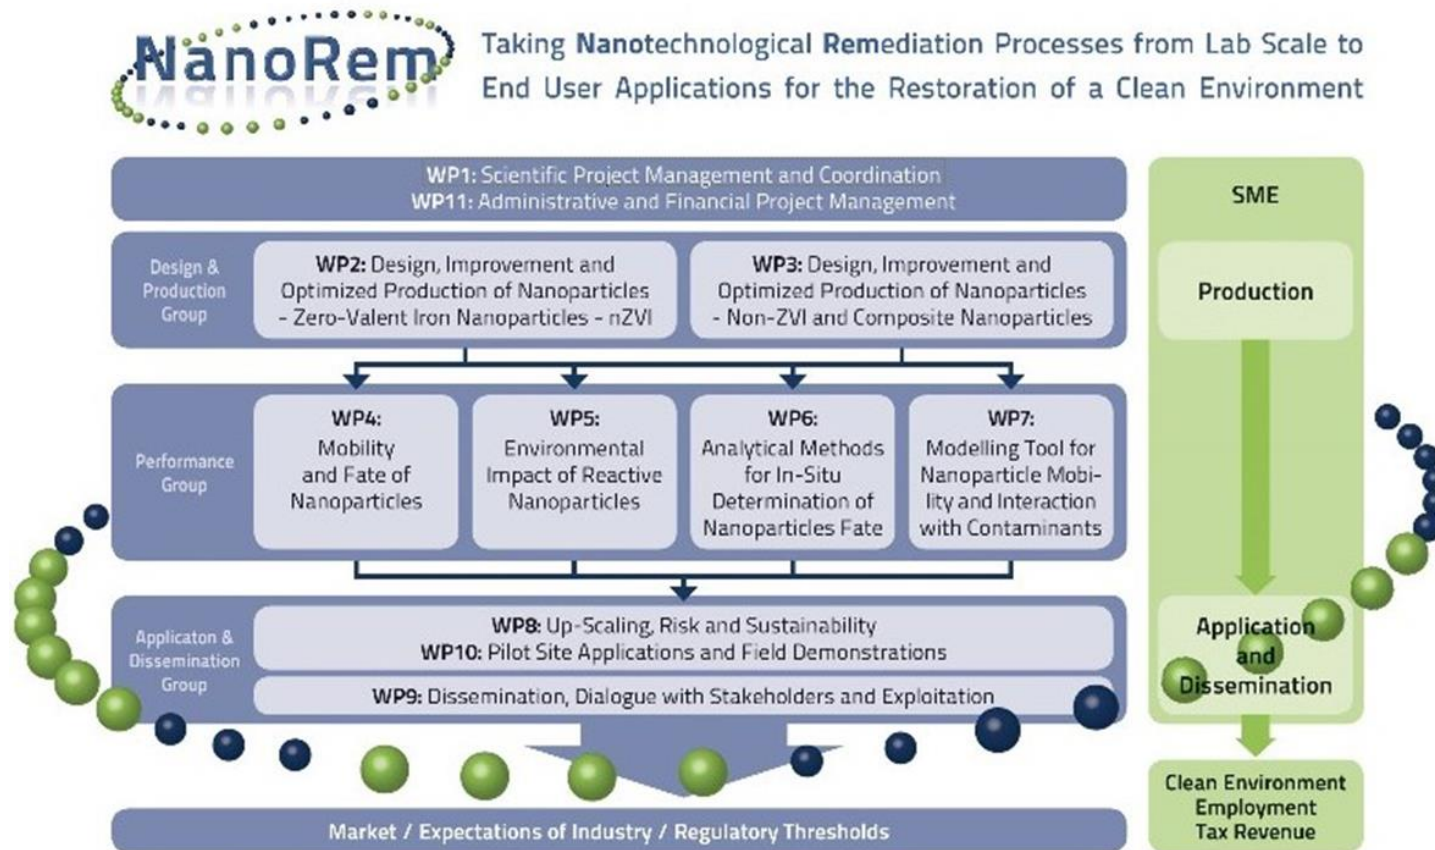 NanoRem
Taking Nanotechnological Remediation Processes from Lab Scale to
End User Applications for the Restoration of a Clean Environment
WP1: Scientific Project Management and Coordination
WP11: Administrative and Financial Project Management
Design &
Production
Group
WP2: Design, Improvement and
Optimized Production of Nanoparticles
- Zero-Valent Iron Nanoparticles - nZVI
WP3: Design, Improvement and
Optimized Production of Nanoparticles
- Non-ZVI and Composite Nanoparticles
Performance
Group
WP4:
Mobility
and Fate of
Nanoparticles
WP5:
Environmental
Impact of Reactive
Nanoparticles
WP6:
Analytical Methods
for In-Situ
Determination of
Nanoparticles Fate
WP7:
Modelling Tool for
Nanoparticle Mobi-
lity and Interaction
with Contaminants
Applicaton &
Dissemination
Group
WP8: Up-Scaling, Risk and Sustainability
WP10: Pilot Site Applications and Field Demonstrations
WP9: Dissemination, Dialogue with Stakeholders and Exploitation
Market / Expectations of Industry / Regulatory Thresholds
SME
Production
Application
and
Dissemination
Clean Environment
Employment
Tax Revenue